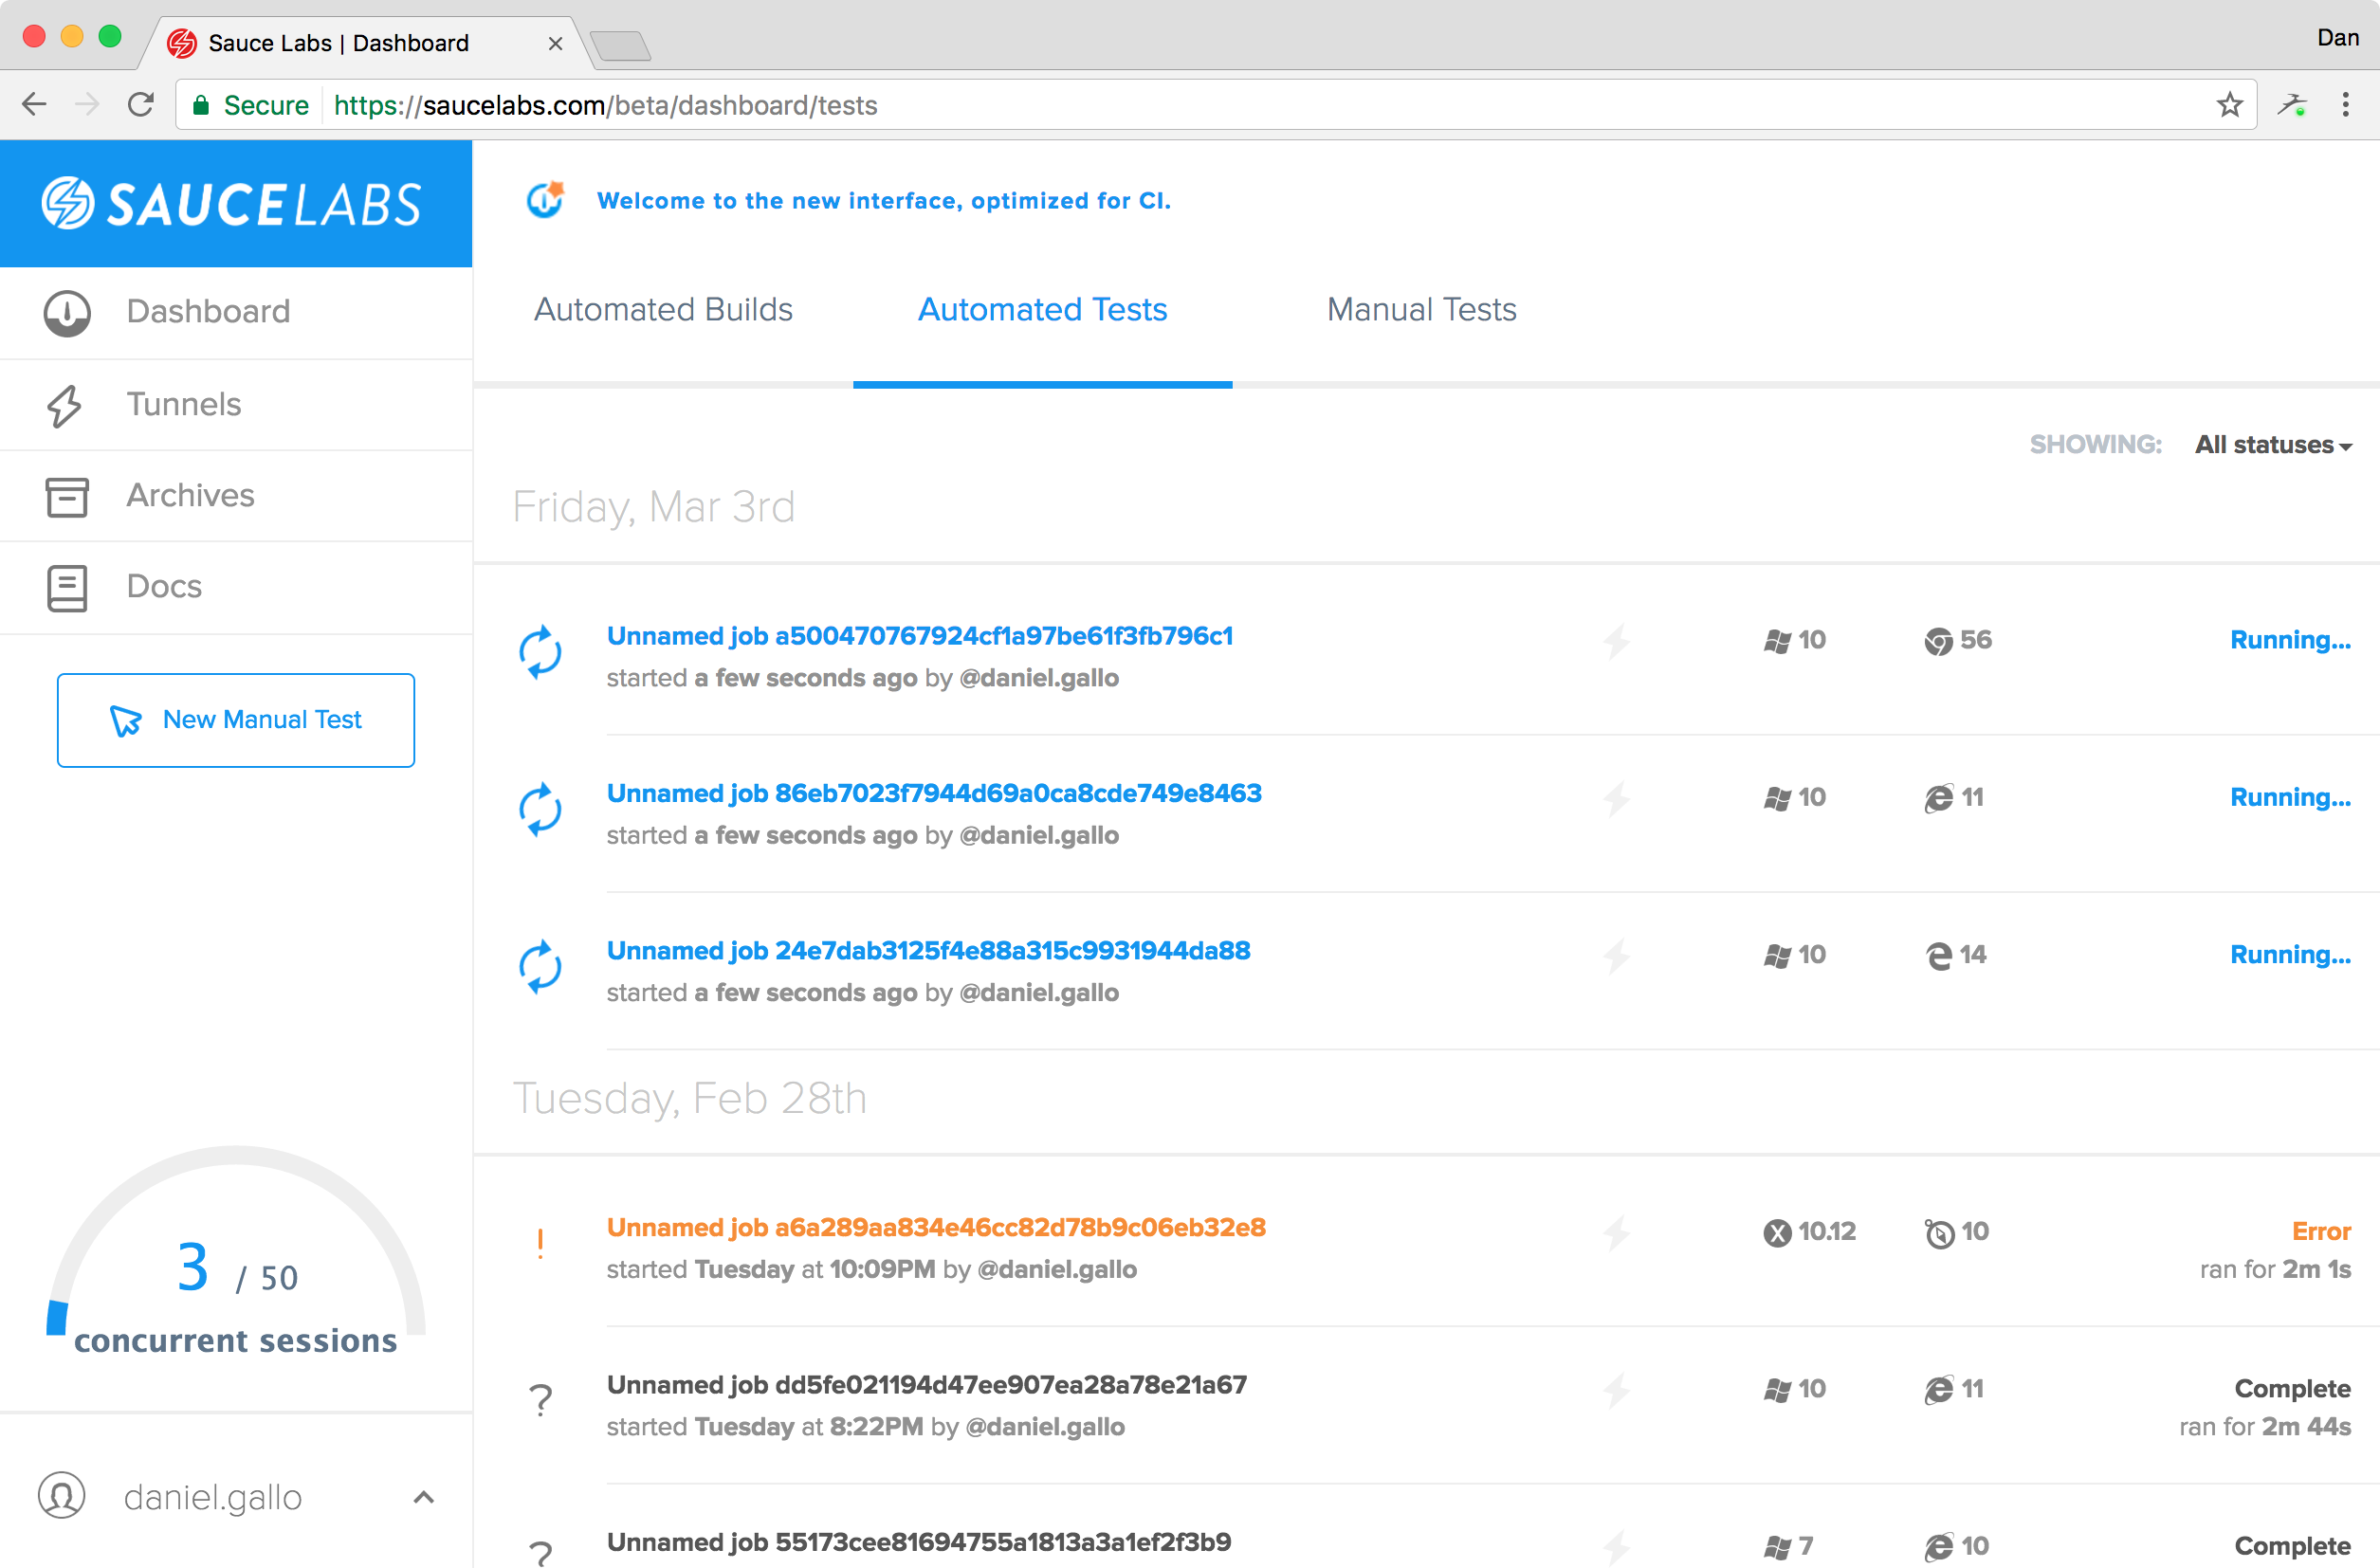 Sauce Labs | Dashboard
Dan
Secure https://saucelabs.com/beta/dashboard/tests
SAUCELABS
Dashboard
Tunnels
Archives
Docs
New Manual Test
3 / 50
concurrent sessions
daniel.gallo
Welcome to the new interface, optimized for CI.
Automated Builds Automated Tests Manual Tests
SHOWING: All statuses
Friday, Mar 3rd
Unnamed job a500470767924cf1a97be61f3fb796c1 10 56 Running...
started a few seconds ago by @daniel.gallo
Unnamed job 86eb7023f7944d69a0ca8cde749e8463 10 11 Running...
started a few seconds ago by @daniel.gallo
Unnamed job 24e7dab3125f4e88a315c9931944da88 10 14 Running...
started a few seconds ago by @daniel.gallo
Tuesday, Feb 28th
Unnamed job a6a289aa834e46cc82d78b9c06eb32e8 10.12 10 Error
started Tuesday at 10:09PM by @daniel.gallo ran for 2m 1s
Unnamed job dd5fe021194d47ee907ea28a78e21a67 10 11 Complete
started Tuesday at 8:22PM by @daniel.gallo ran for 2m 44s
Unnamed job 55173cee81694755a1813a3a1ef2f3b9 7 10 Complete